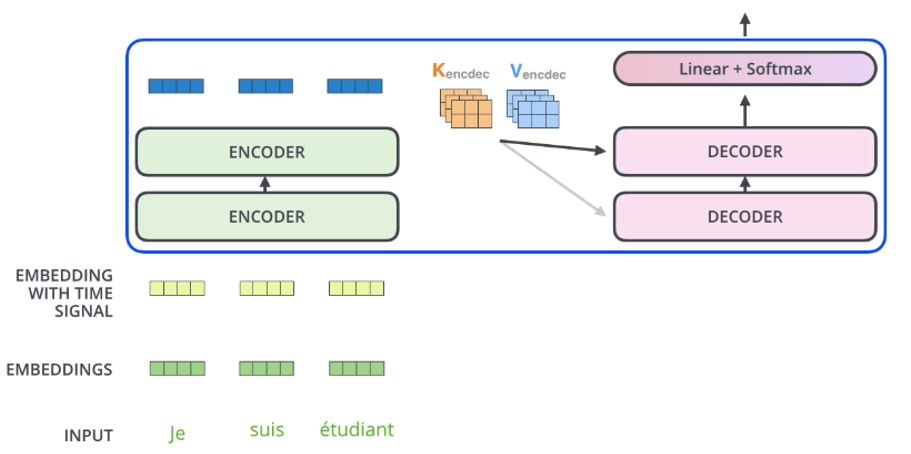 Linear + Softmax
Kencdec Vencdec
ENCODER
DECODER
ENCODER
DECODER
EMBEDDING
WITH TIME
SIGNAL
EMBEDDINGS
INPUT
Je suis étudiant